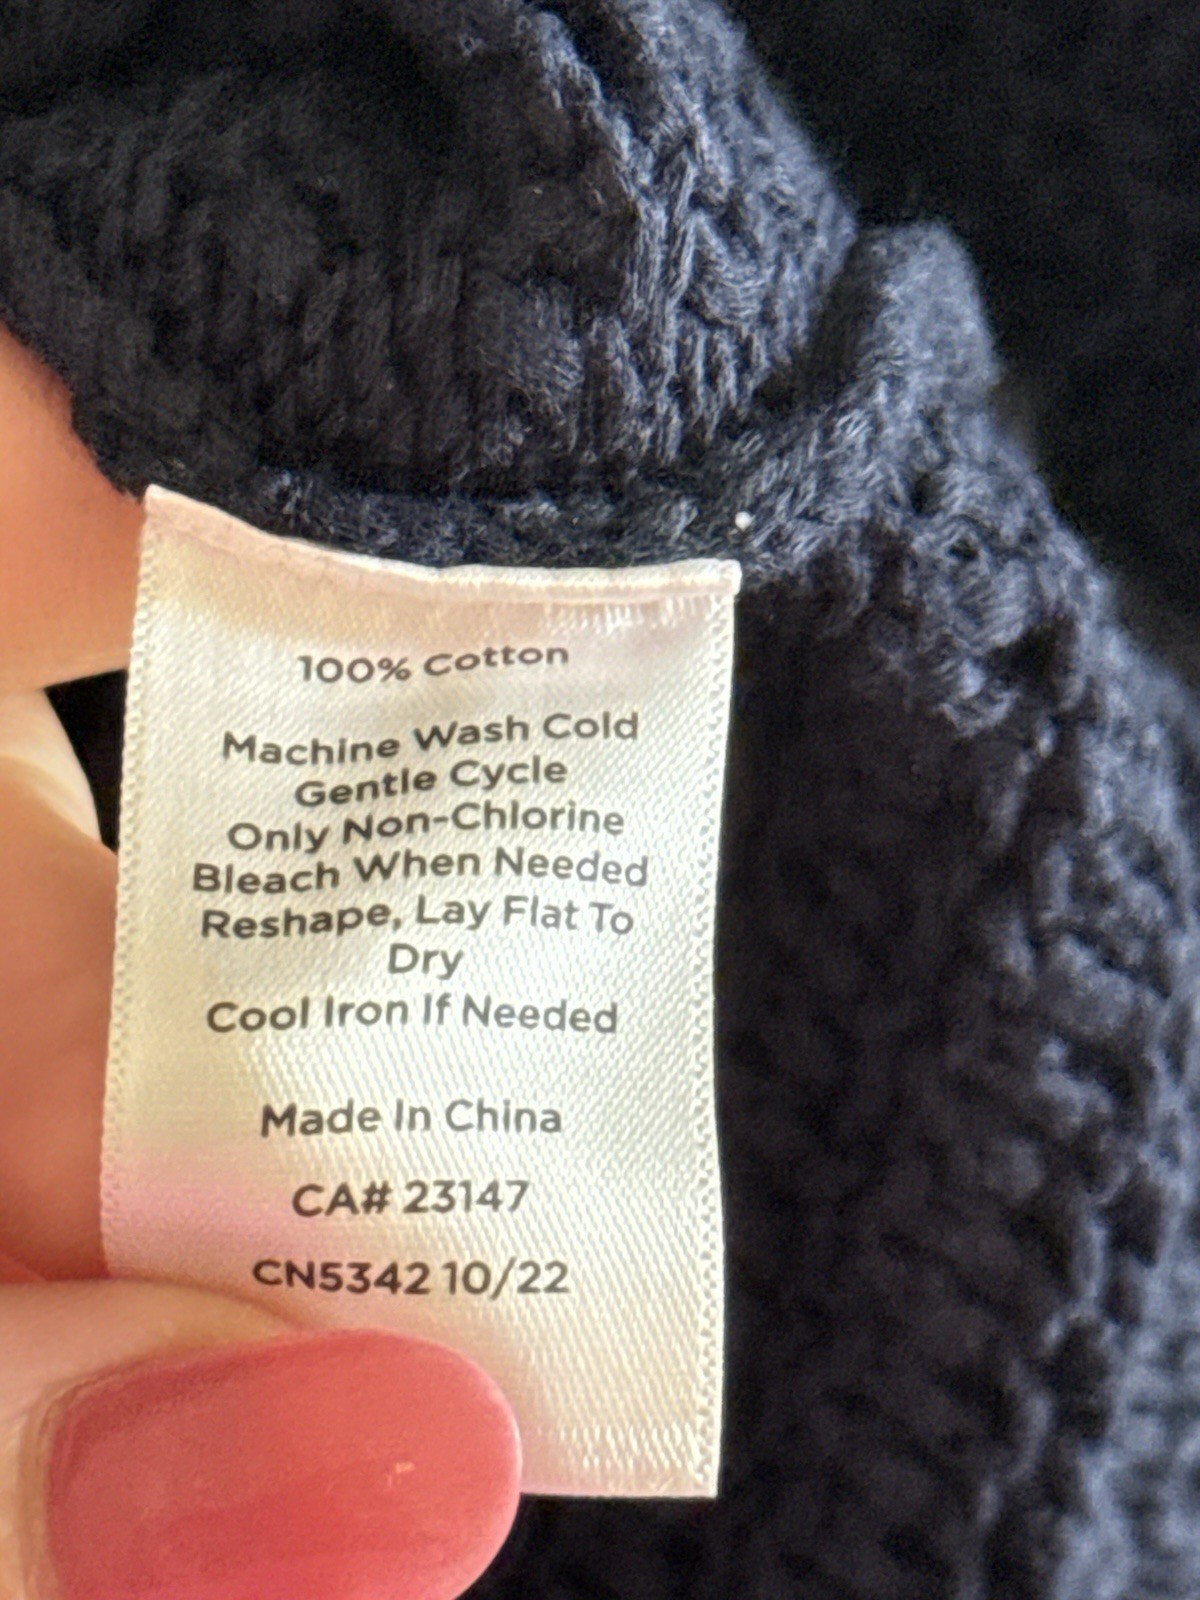 100% Cotton
Machine Wash Cold
Gentle Cycle
Only Non-Chlorine
Bleach When Needed
Reshape, Lay Flat To
Dry
Cool Iron If Needed
Made In China
CA# 23147
CN5342 10/22